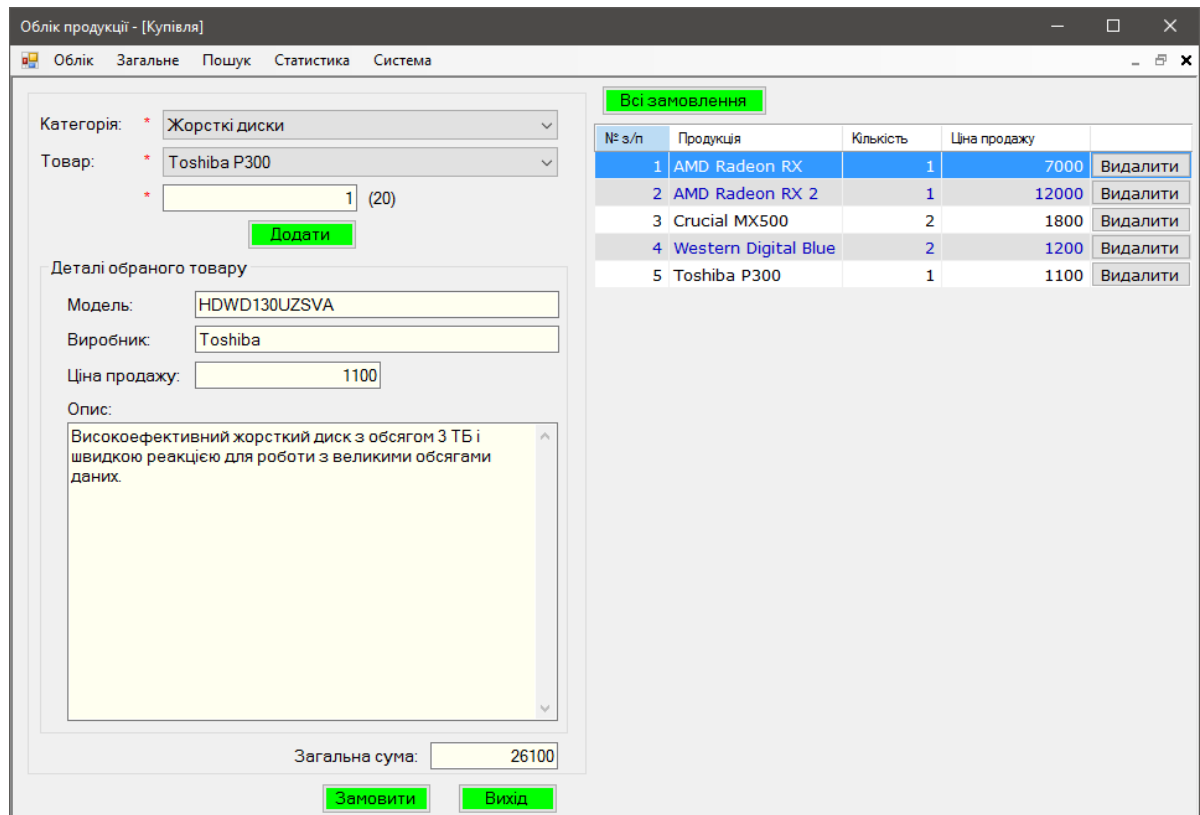 Облік продукції - [Купівля]
Облік Загальне Пошук Статистика Система
Категорія: * Жорсткі диски
Товар: * Toshiba P300
* 1 (20)
Додати
Деталі обраного товару
Модель: HDWD130UZSVA
Виробник: Toshiba
Ціна продажу: 1100
Опис:
Високоефективний жорсткий диск з обсягом 3 ТБ і
швидкою реакцією для роботи з великими обсягами
даних.
Загальна сума: 26100
Замовити Вихід
Всі замовлення
№ з/п Продукція Кількість Ціна продажу
1 AMD Radeon RX 1 7000 Видалити
2 AMD Radeon RX 2 1 12000 Видалити
3 Crucial MX500 2 1800 Видалити
4 Western Digital Blue 2 1200 Видалити
5 Toshiba P300 1 1100 Видалити